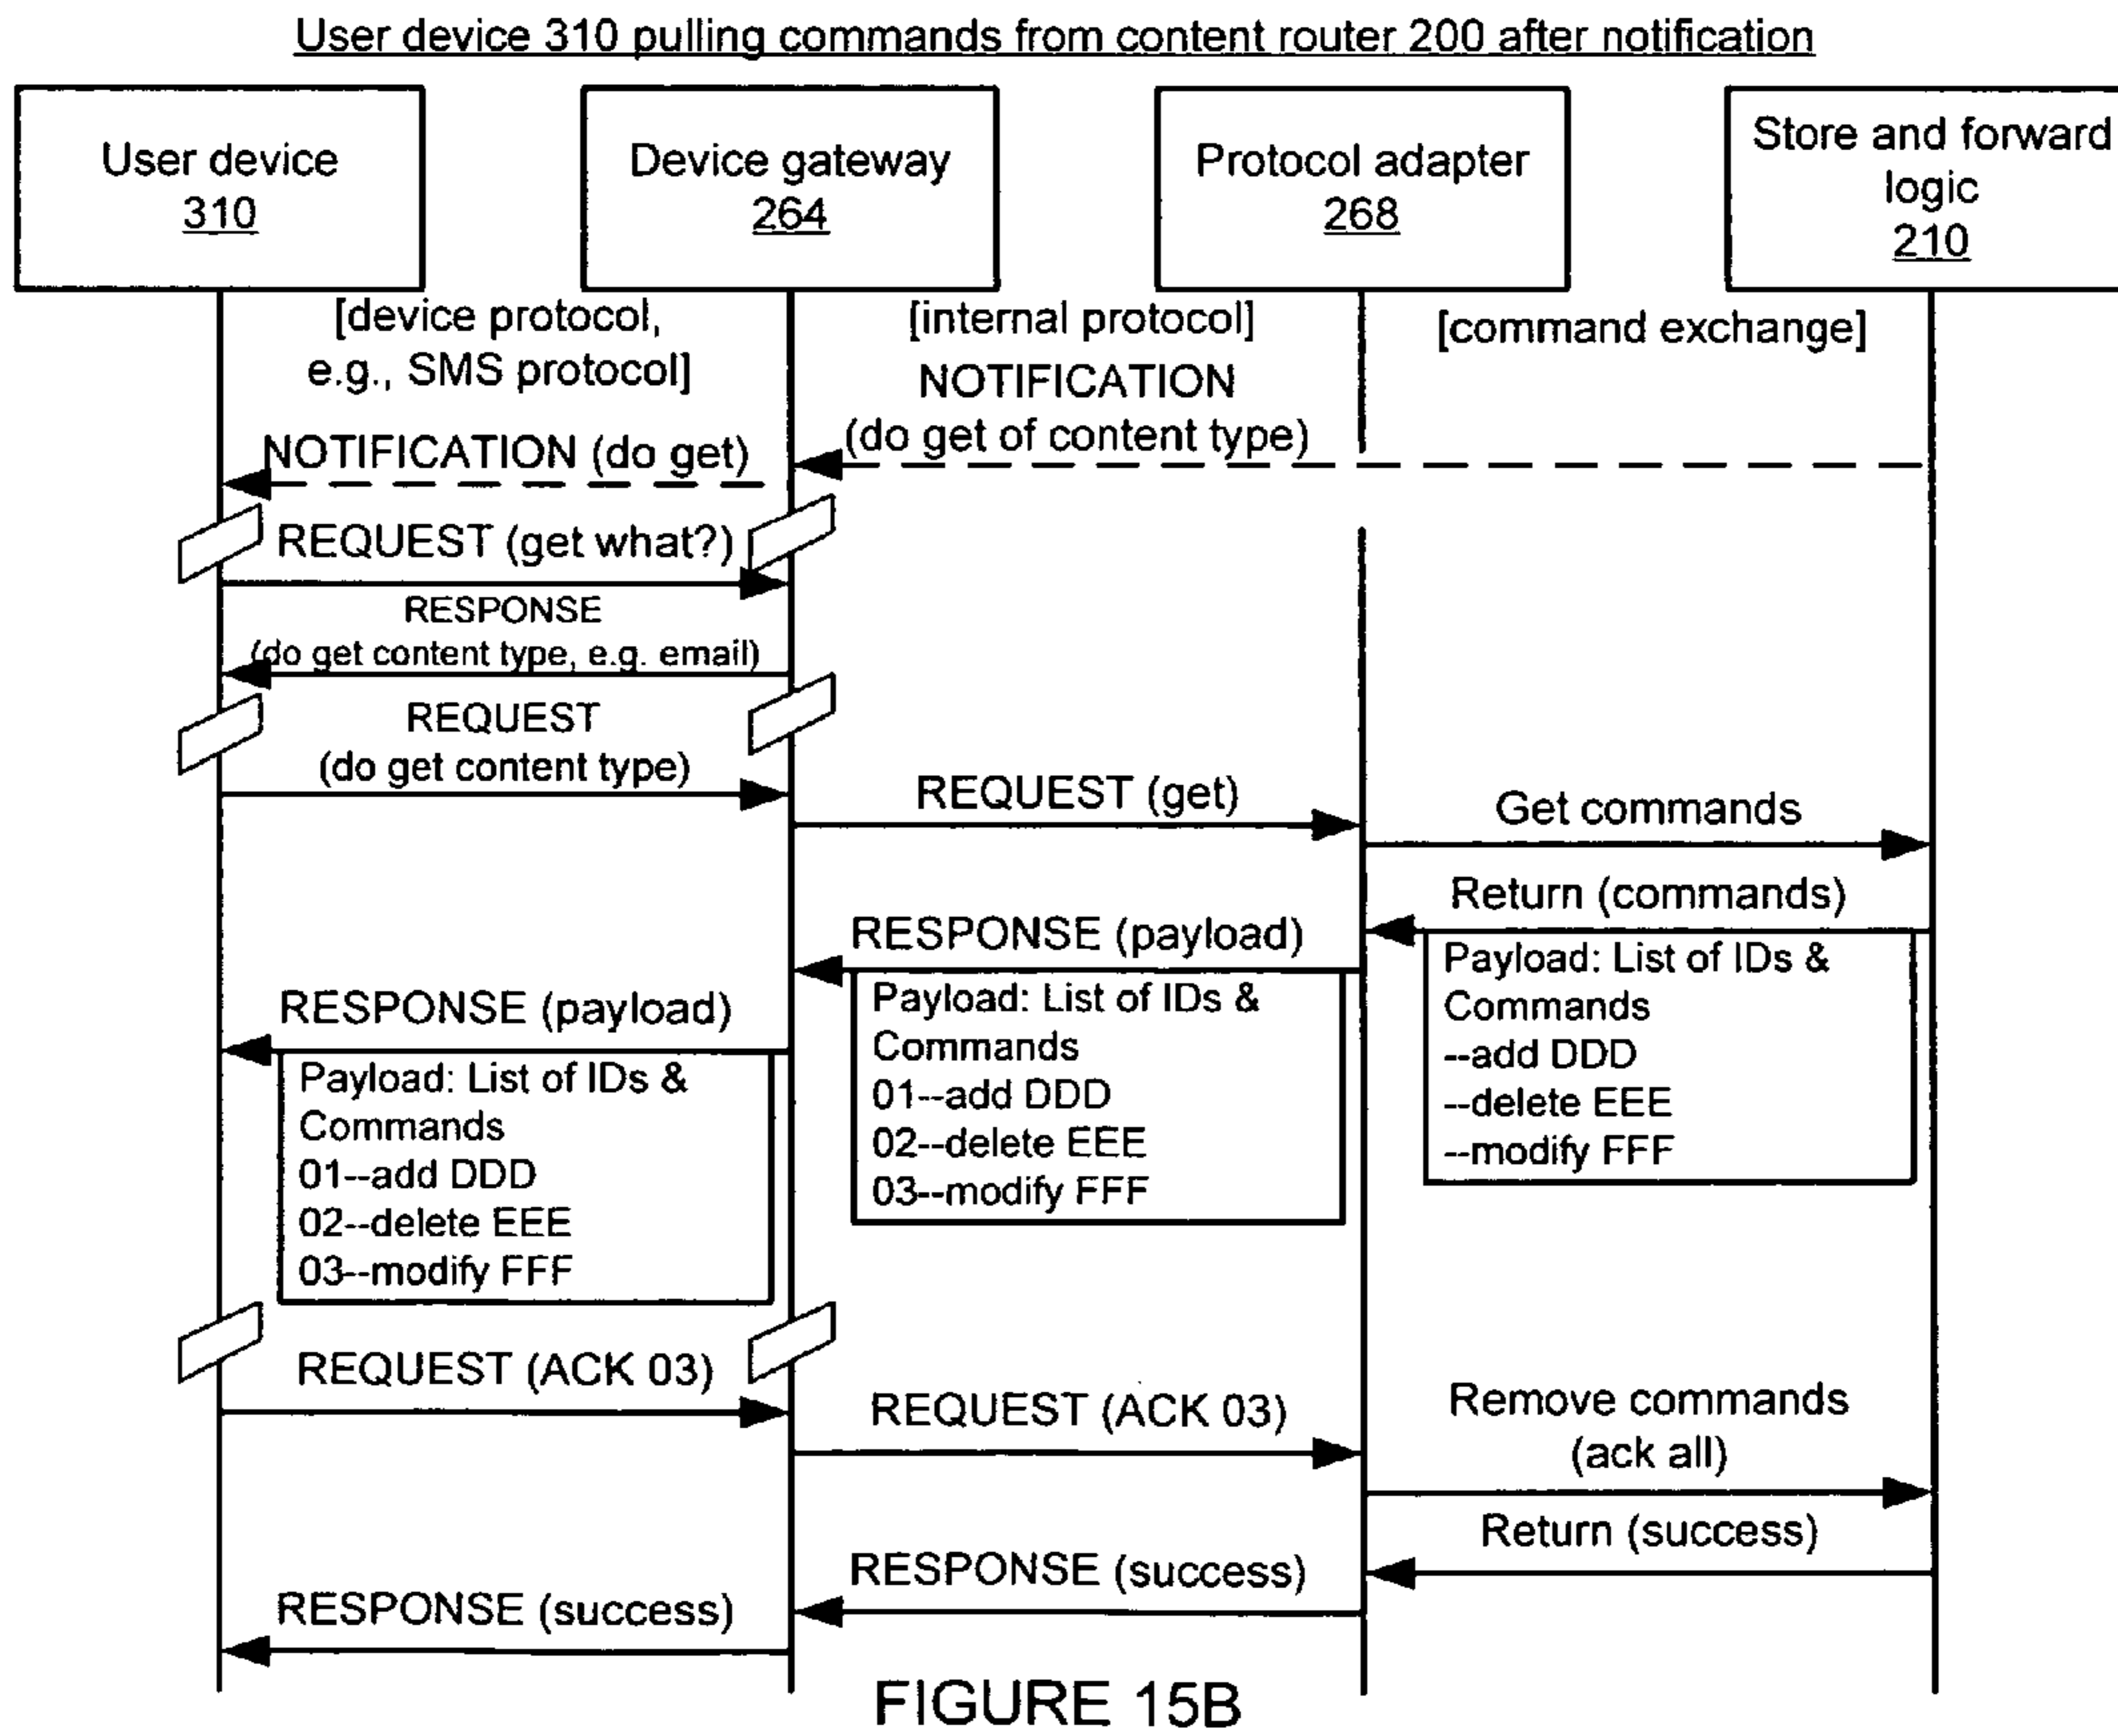 User device 310 pulling commands from content router 200 after notification
User device
310
Device gateway
264
Protocol adapter
268
Store and forward
logic
210
[device protocol,
e.g., SMS protocol]
[internal protocol]
[command exchange]
NOTIFICATION
(do get of content type)
NOTIFICATION (do get)
REQUEST (get what?)
RESPONSE
(do get content type, e.g. email)
REQUEST
(do get content type)
REQUEST (get)
Get commands
Return (commands)
Payload: List of IDs &
Commands
--add DDD
--delete EEE
--modify FFF
RESPONSE (payload)
Payload: List of IDs &
Commands
01--add DDD
02--delete EEE
03--modify FFF
RESPONSE (payload)
Payload: List of IDs &
Commands
01--add DDD
02--delete EEE
03--modify FFF
REQUEST (ACK 03)
REQUEST (ACK 03)
Remove commands
(ack all)
Return (success)
RESPONSE (success)
RESPONSE (success)
FIGURE 15B